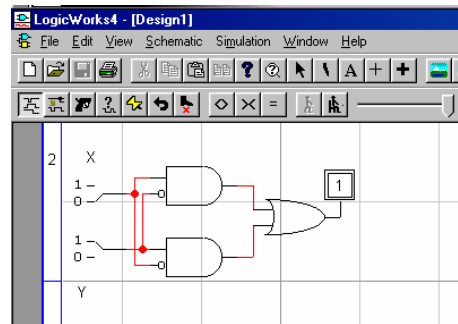 LogicWorks4 - [Design1]
File Edit View Schematic Simulation Window Help
A
2
X
1
0
1
1
0
Y